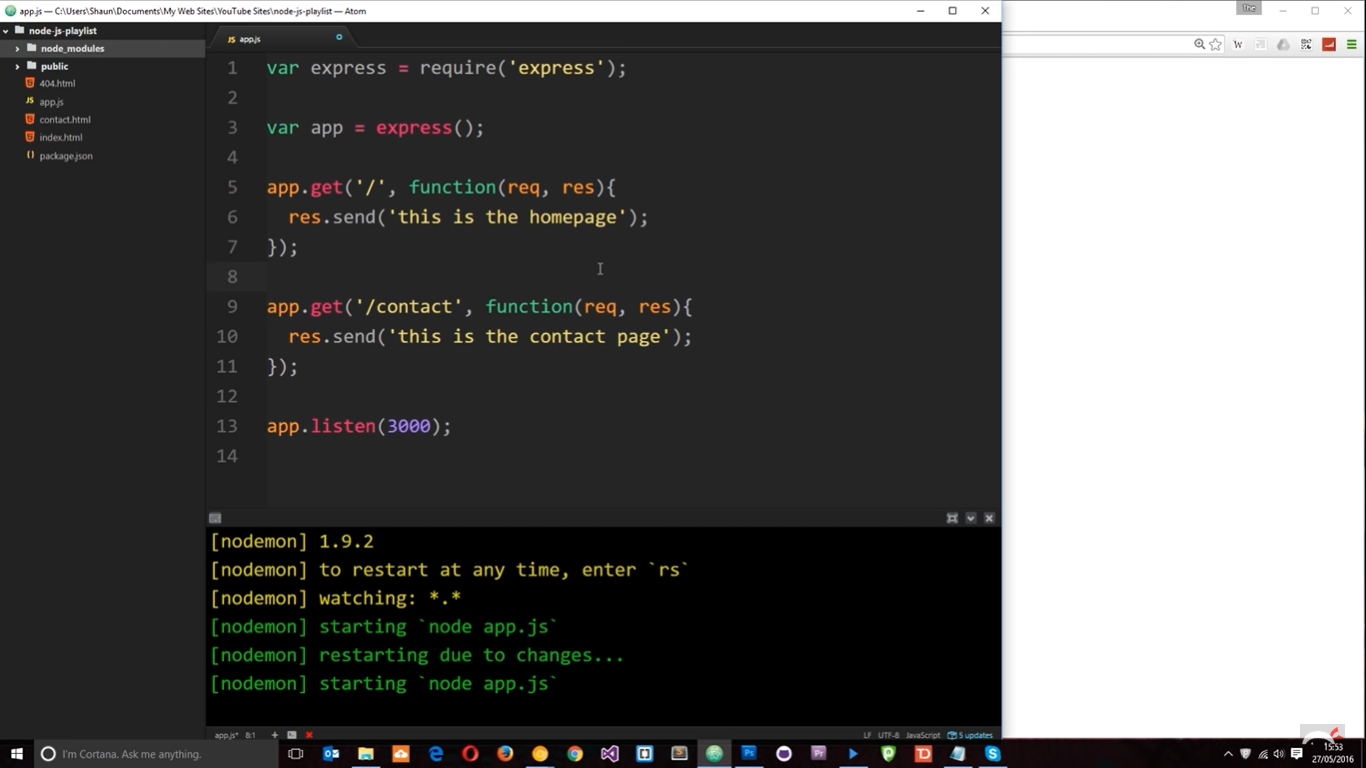 app.js — C:\Users\Shaun\Documents\My Web Sites\YouTube Sites\node-js-playlist — Atom
The
node-js-playlist
node_modules
public
404.html
app.js
contact.html
index.html
package.json
JS app.js
1 var express = require('express');
2
3 var app = express();
4
5 app.get('/', function(req, res){
6 res.send('this is the homepage');
7 });
8
9 app.get('/contact', function(req, res){
10 res.send('this is the contact page');
11 });
12
13 app.listen(3000);
14
[nodemon] 1.9.2
[nodemon] to restart at any time, enter `rs`
[nodemon] watching: *.*
[nodemon] starting `node app.js`
[nodemon] restarting due to changes...
[nodemon] starting `node app.js`
app.js* 8:1 LF UTF-8 JavaScript 5 updates
I'm Cortana. Ask me anything.
15:53
27/05/2016